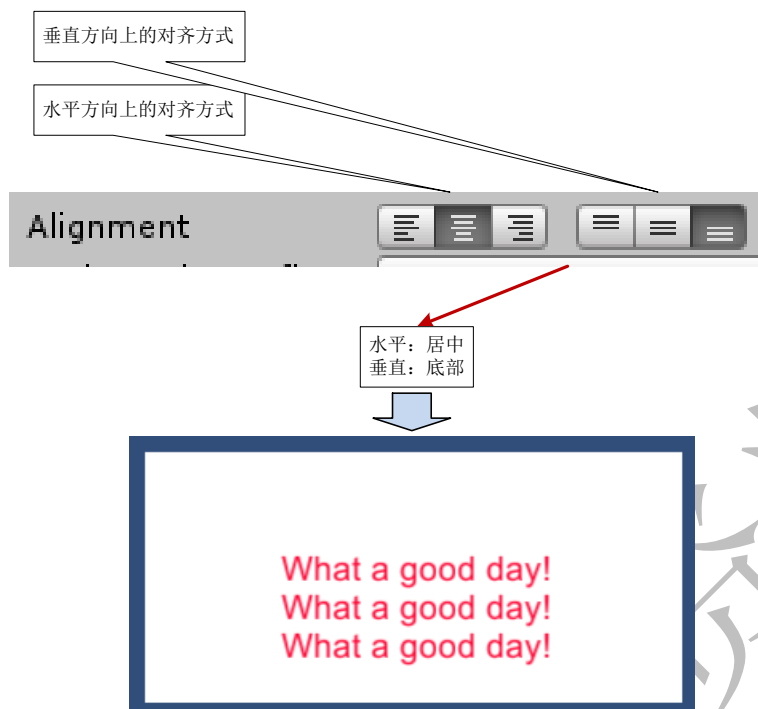 垂直方向上的对齐方式
水平方向上的对齐方式
Alignment
水平：居中
垂直：底部
What a good day!
What a good day!
What a good day!